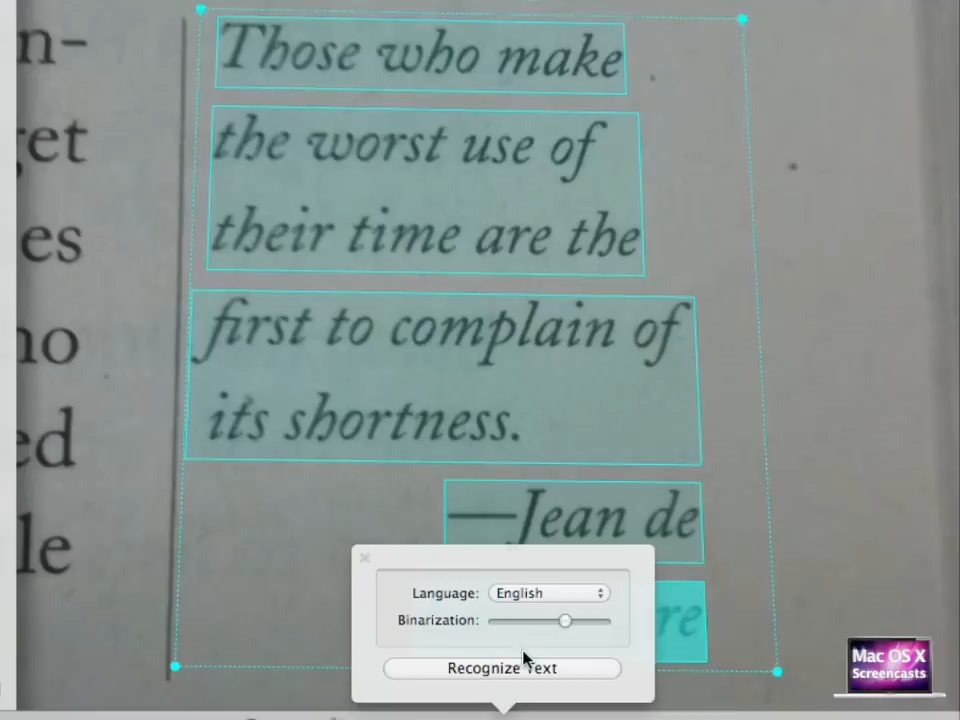 n-
get
es
no
ed
le
Those who make
the worst use of
their time are the
first to complain of
its shortness.
—Jean de
re
Language: English
Binarization:
Recognize Text
Mac OS X
Screencasts